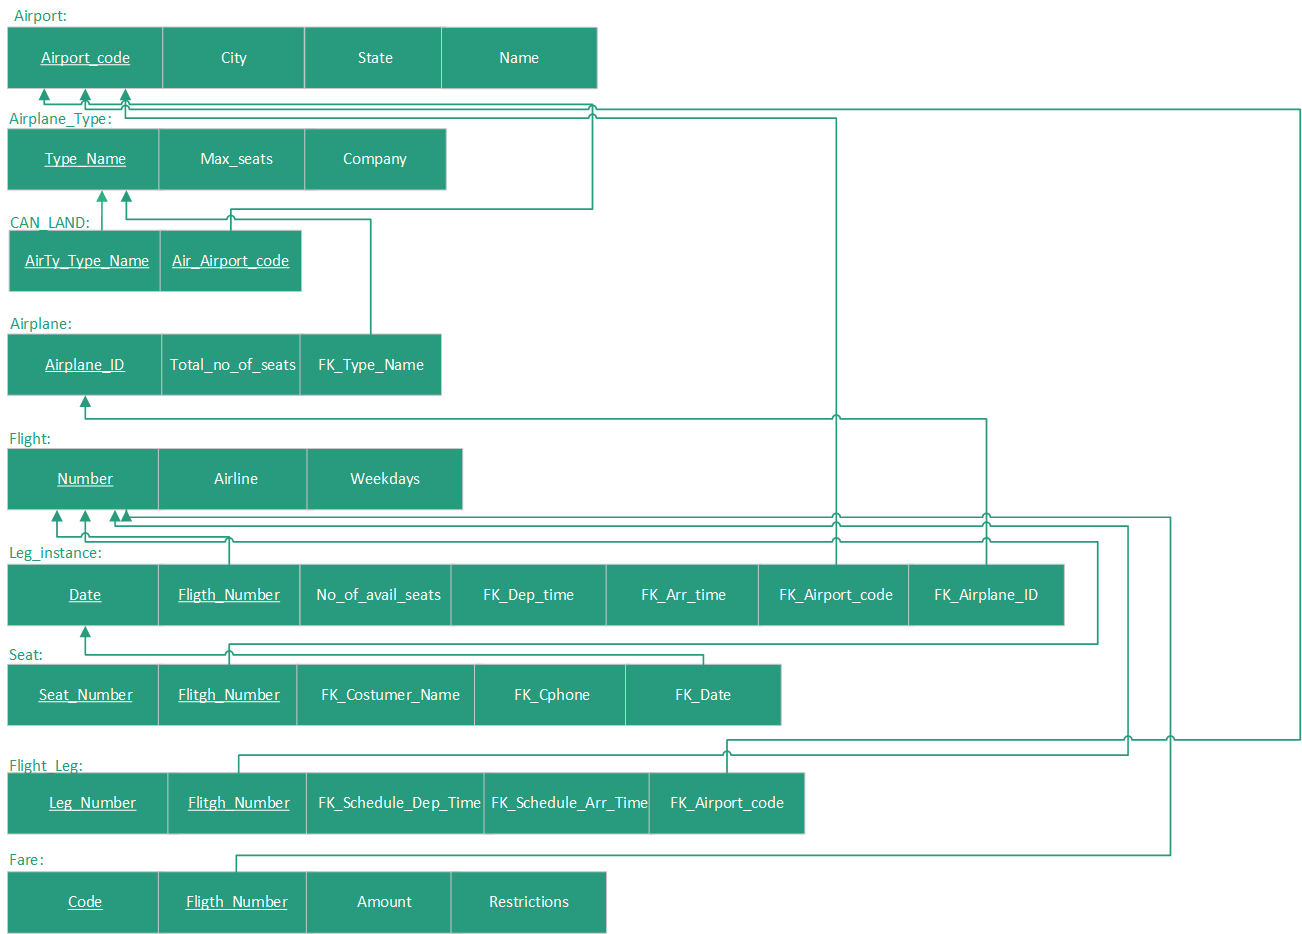 Airport:
Airport_code City State Name
Airplane_Type:
Type_Name Max_seats Company
CAN_LAND:
AirTy_Type_Name Air_Airport_code
Airplane:
Airplane_ID Total_no_of_seats FK_Type_Name
Flight:
Number Airline Weekdays
Leg_instance:
Date Fligth_Number No_of_avail_seats FK_Dep_time FK_Arr_time FK_Airport_code FK_Airplane_ID
Seat:
Seat_Number Flitgh_Number FK_Costumer_Name FK_Cphone FK_Date
Flight_Leg:
Leg_Number Flitgh_Number FK_Schedule_Dep_Time FK_Schedule_Arr_Time FK_Airport_code
Fare:
Code Fligth_Number Amount Restrictions